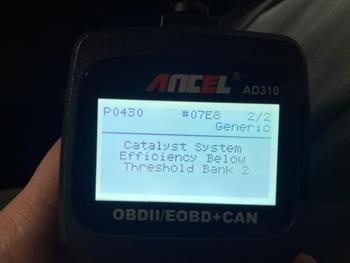 ANCEL®
AD310
P0430 #07E8 2/2
Generic
Catalyst System
Efficiency Below
Threshold Bank 2
OBDII/EOBD+CAN